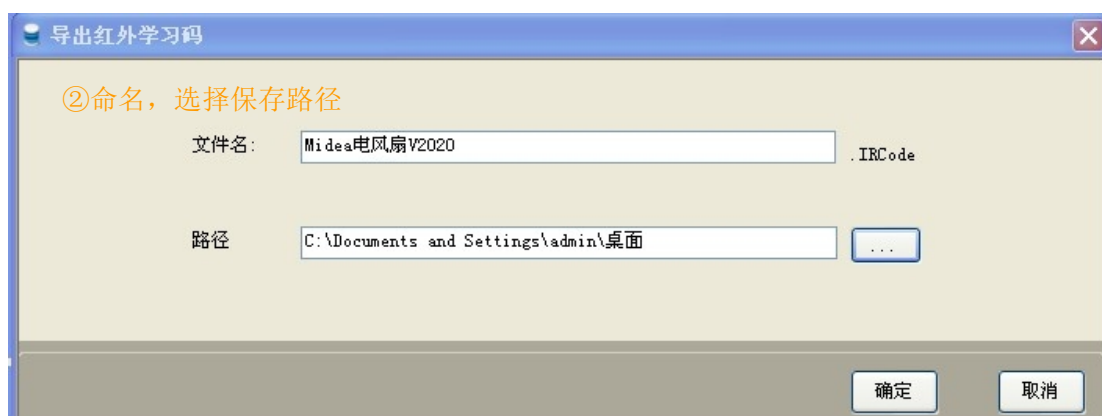 导出红外学习码
②命名，选择保存路径
文件名: Midea电风扇V2020 .IRCode
路径 C:\Documents and Settings\admin\桌面 ...
确定 取消